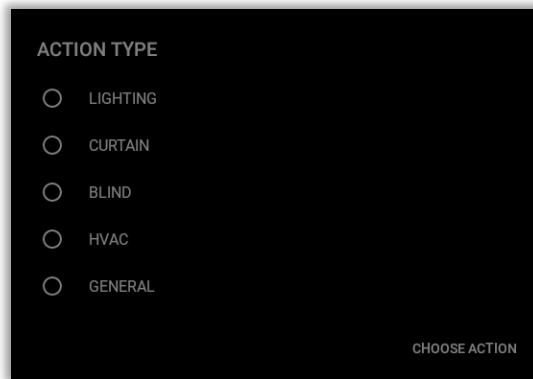 ACTION TYPE
LIGHTING
CURTAIN
BLIND
HVAC
GENERAL
CHOOSE ACTION